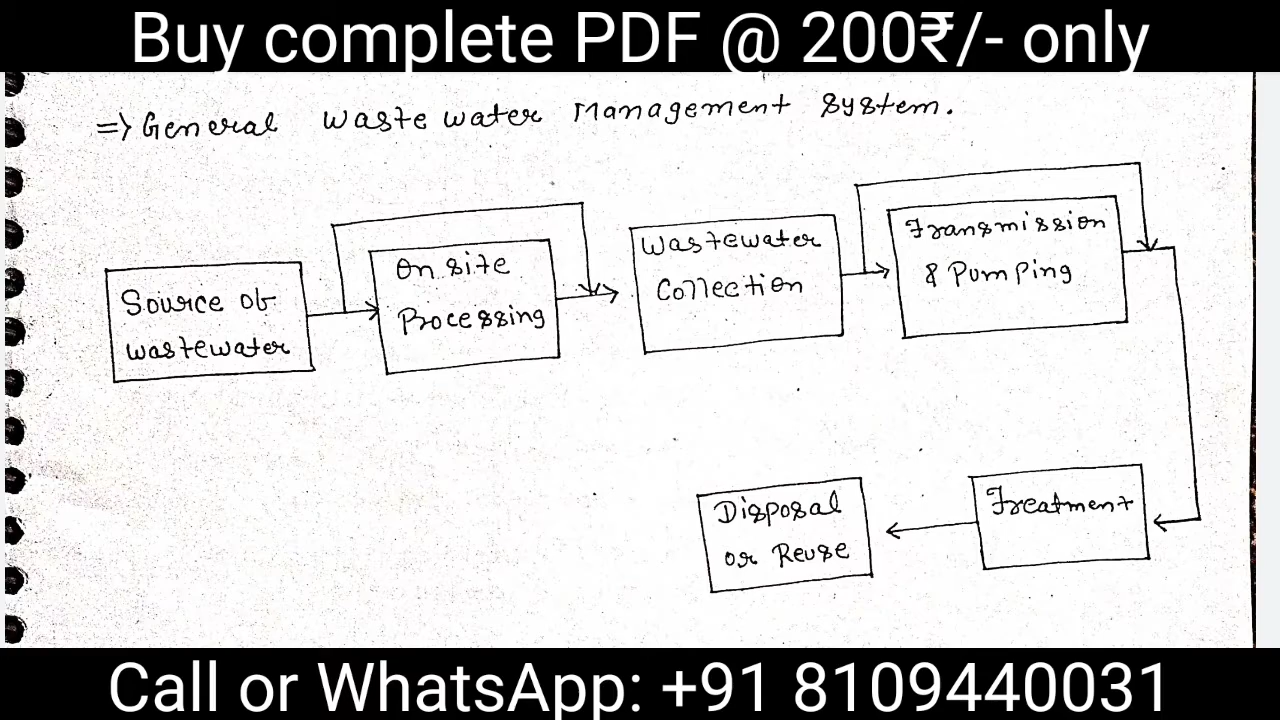 Buy complete PDF @ 200₹/- only
=> General waste water Management system.
Source of
wastewater
On site
Processing
Wastewater
Collection
Transmission
& Pumping
Treatment
Disposal
or Reuse
Call or WhatsApp: +91 8109440031